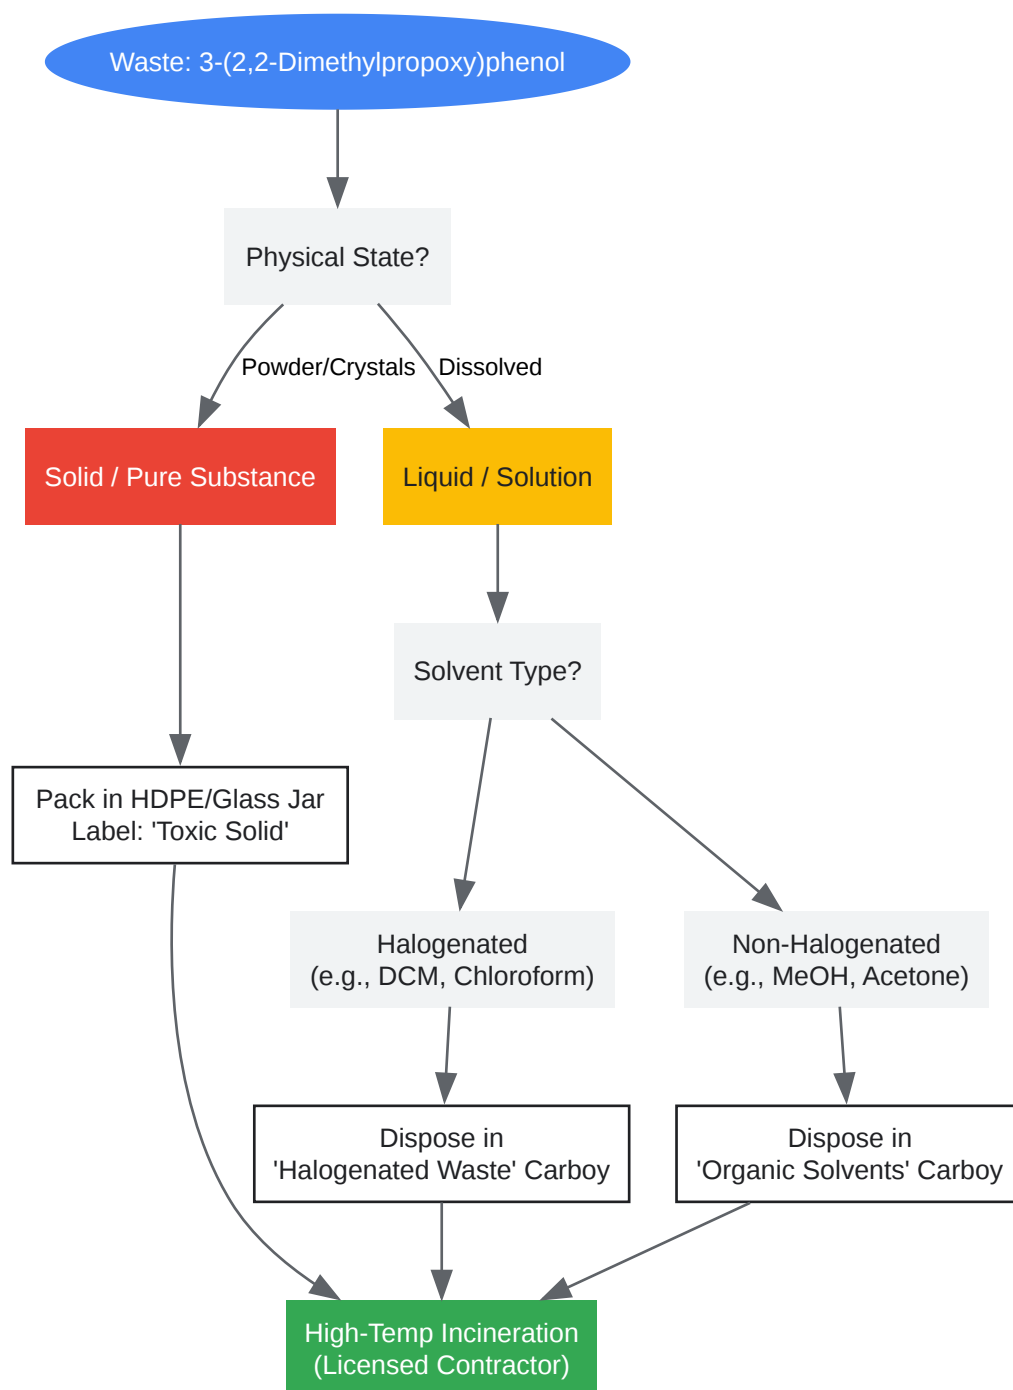 Waste: 3-(2,2-Dimethylpropoxy)phenol
Physical State?
Powder/Crystals
Dissolved
Solid / Pure Substance
Liquid / Solution
Solvent Type?
Pack in HDPE/Glass Jar
Label: 'Toxic Solid'
Halogenated
(e.g., DCM, Chloroform)
Non-Halogenated
(e.g., MeOH, Acetone)
Dispose in
'Halogenated Waste' Carboy
Dispose in
'Organic Solvents' Carboy
High-Temp Incineration
(Licensed Contractor)